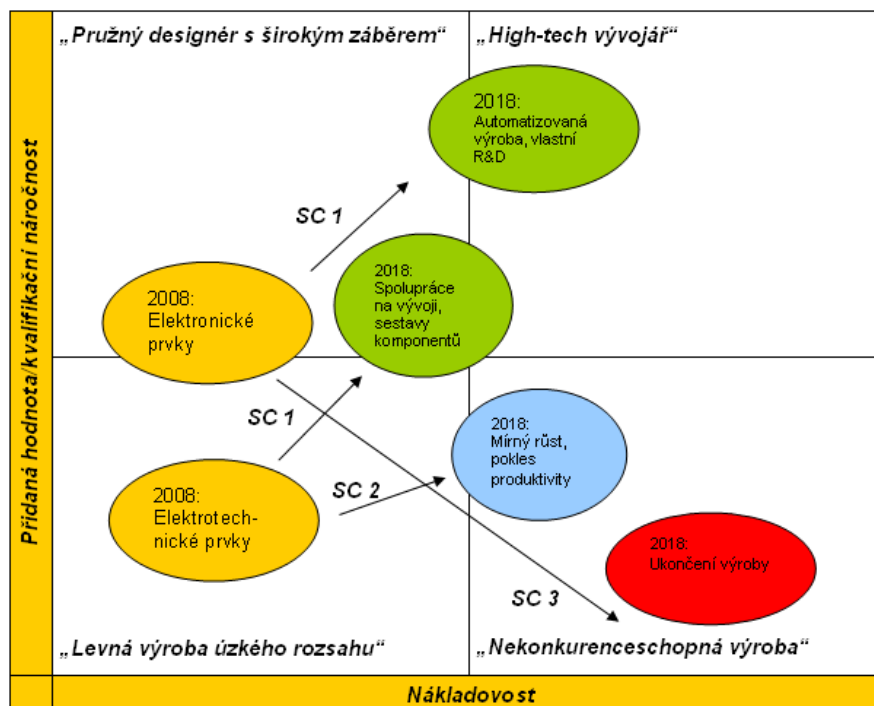 „Pružný designér s širokým záběrem“
„High-tech vývojář“
Přidaná hodnota/kvalifikační náročnost
2018:
Automatizovaná
výroba, vlastní
R&D
SC 1
2018:
Spolupráce
na vývoji,
sestavy
komponentů
2008:
Elektronické
prvky
SC 1
2018:
Mírný růst,
pokles
produktivity
SC 2
2008:
Elektrotech-
nické prvky
2018:
Ukončení výroby
SC 3
„Levná výroba úzkého rozsahu“
„Nekonkurenceschopná výroba“
Nákladovost